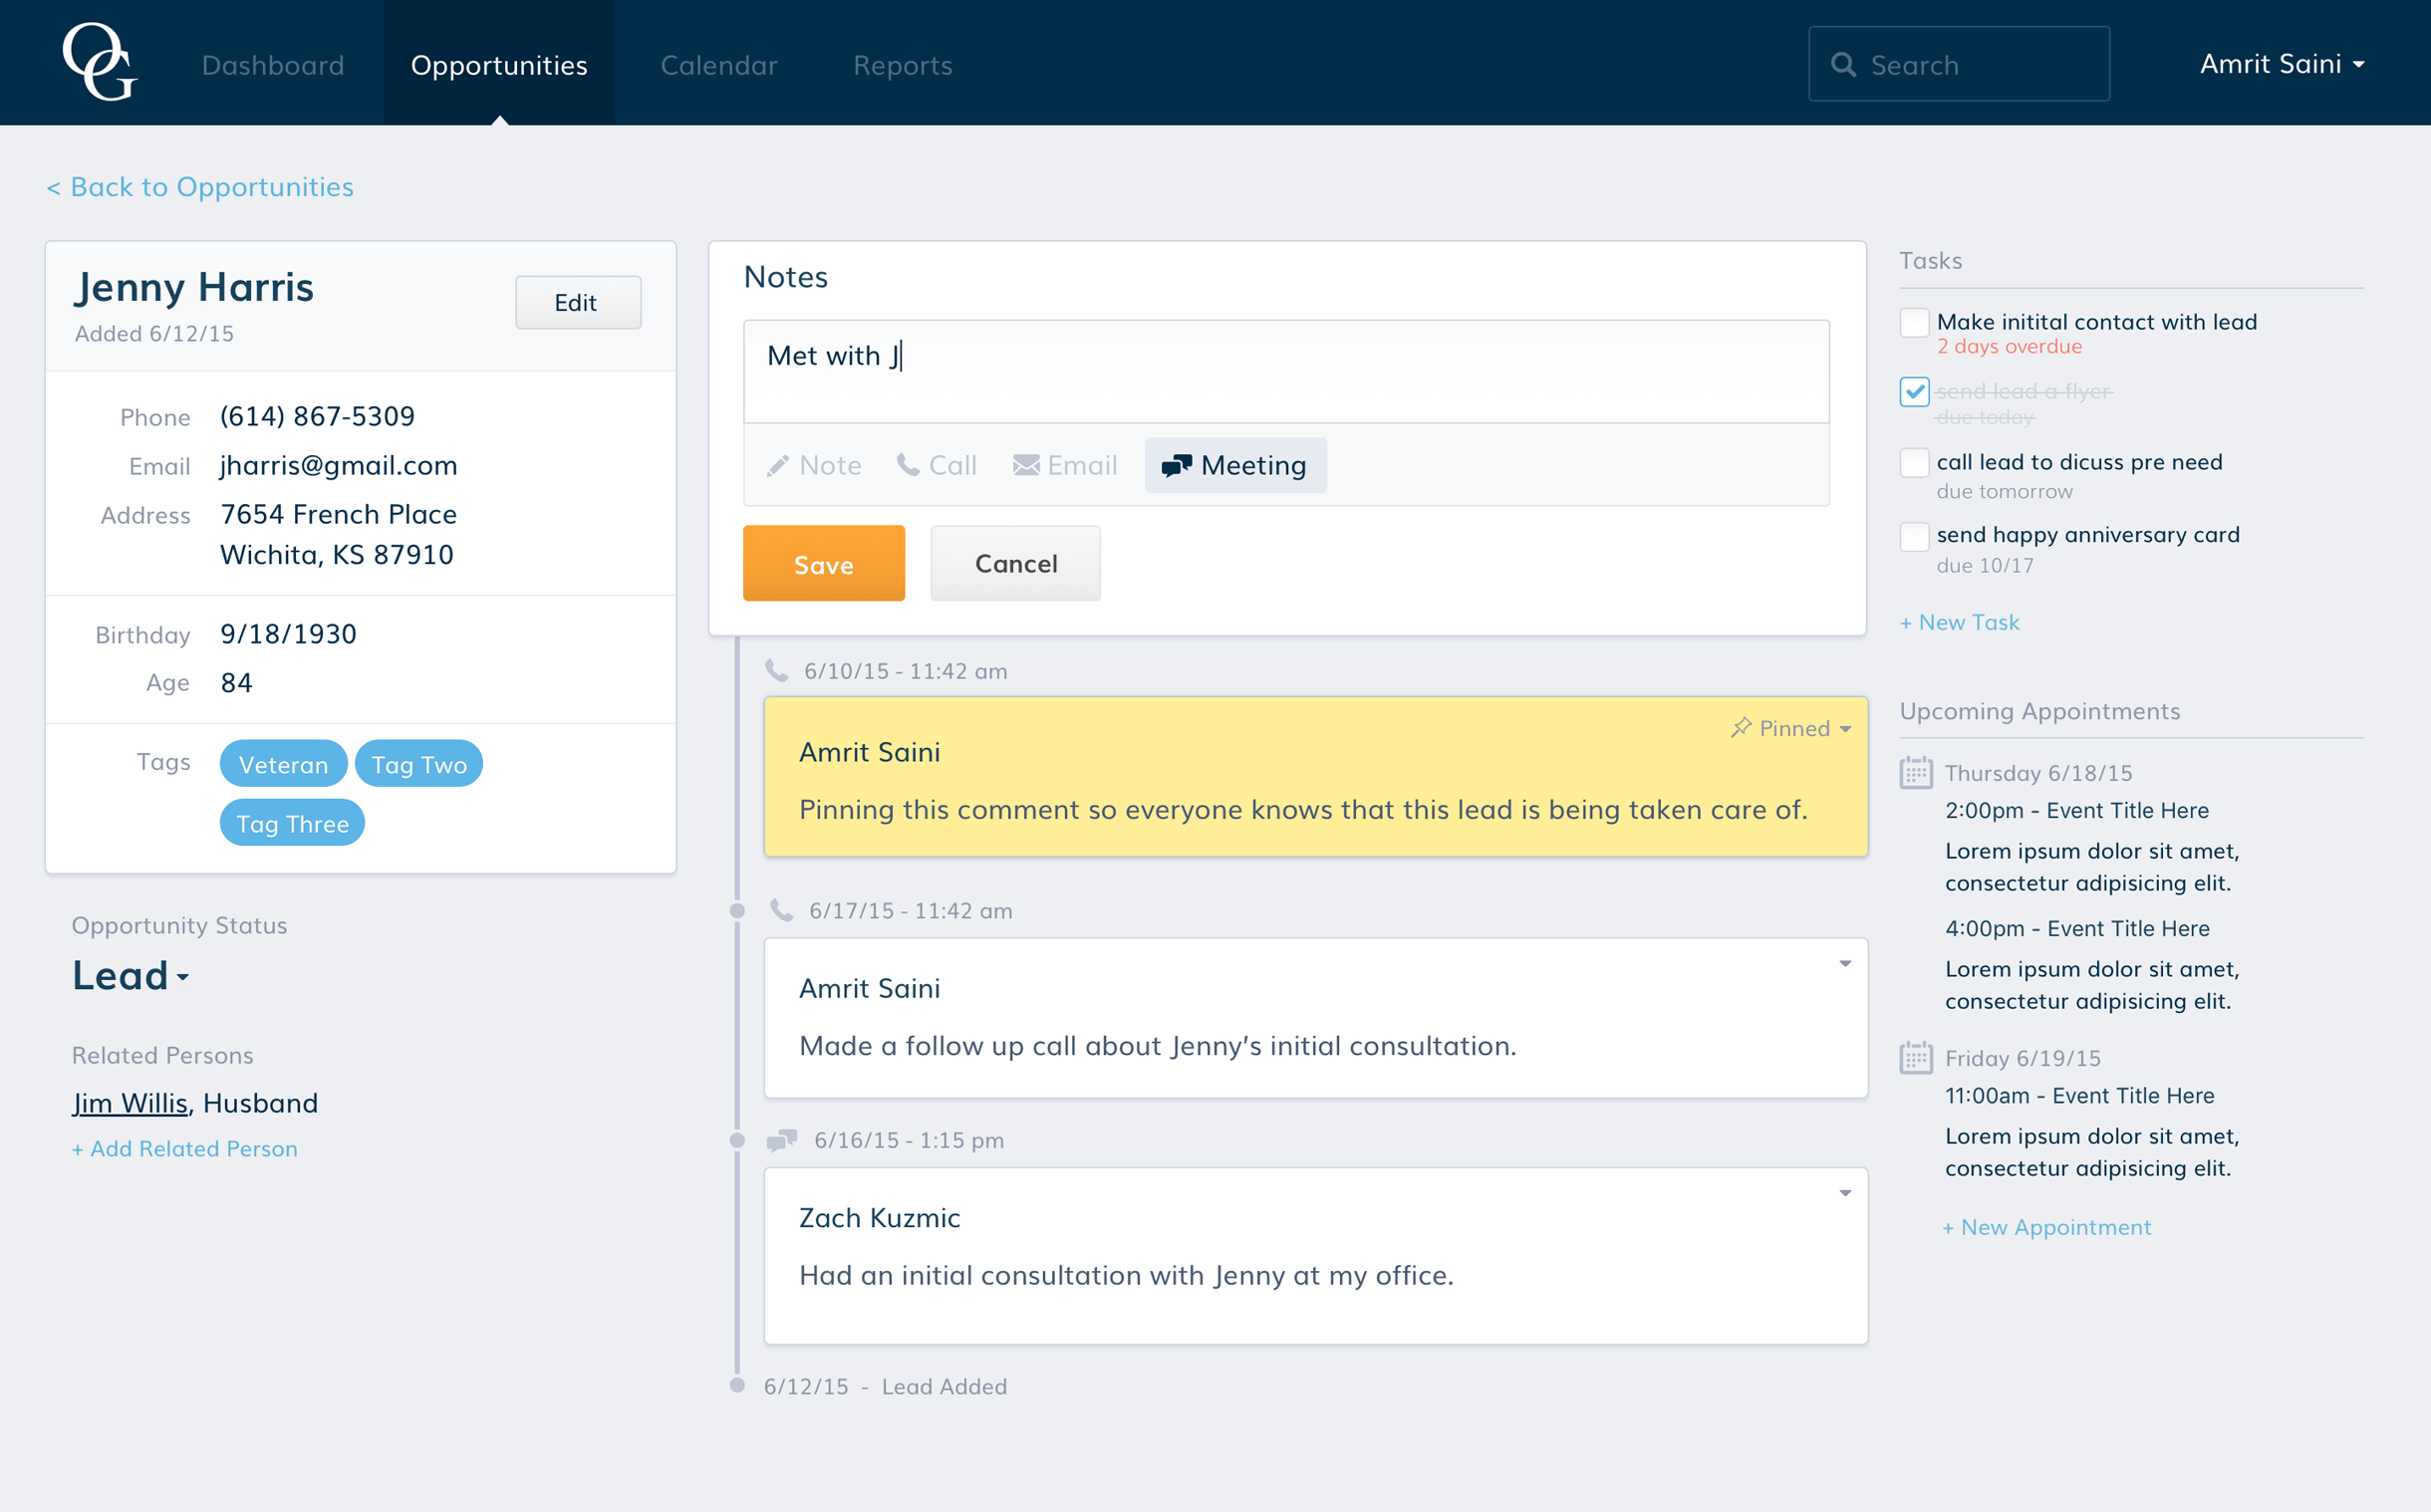 OG
Dashboard
Opportunities
Calendar
Reports
Search
Amrit Saini
< Back to Opportunities
Jenny Harris
Added 6/12/15
Edit
Phone (614) 867-5309
Email jharris@gmail.com
Address 7654 French Place
Wichita, KS 87910
Birthday 9/18/1930
Age 84
Tags Veteran Tag Two
Tag Three
Opportunity Status
Lead
Related Persons
Jim Willis, Husband
+ Add Related Person
Notes
Met with J
Note Call Email Meeting
Save Cancel
6/10/15 - 11:42 am
Pinned
Amrit Saini
Pinning this comment so everyone knows that this lead is being taken care of.
6/17/15 - 11:42 am
Amrit Saini
Made a follow up call about Jenny’s initial consultation.
6/16/15 - 1:15 pm
Zach Kuzmic
Had an initial consultation with Jenny at my office.
6/12/15 - Lead Added
Tasks
Make initital contact with lead
2 days overdue
send lead a flyer
due today
call lead to dicuss pre need
due tomorrow
send happy anniversary card
due 10/17
+ New Task
Upcoming Appointments
Thursday 6/18/15
2:00pm - Event Title Here
Lorem ipsum dolor sit amet,
consectetur adipisicing elit.
4:00pm - Event Title Here
Lorem ipsum dolor sit amet,
consectetur adipisicing elit.
Friday 6/19/15
11:00am - Event Title Here
Lorem ipsum dolor sit amet,
consectetur adipisicing elit.
+ New Appointment